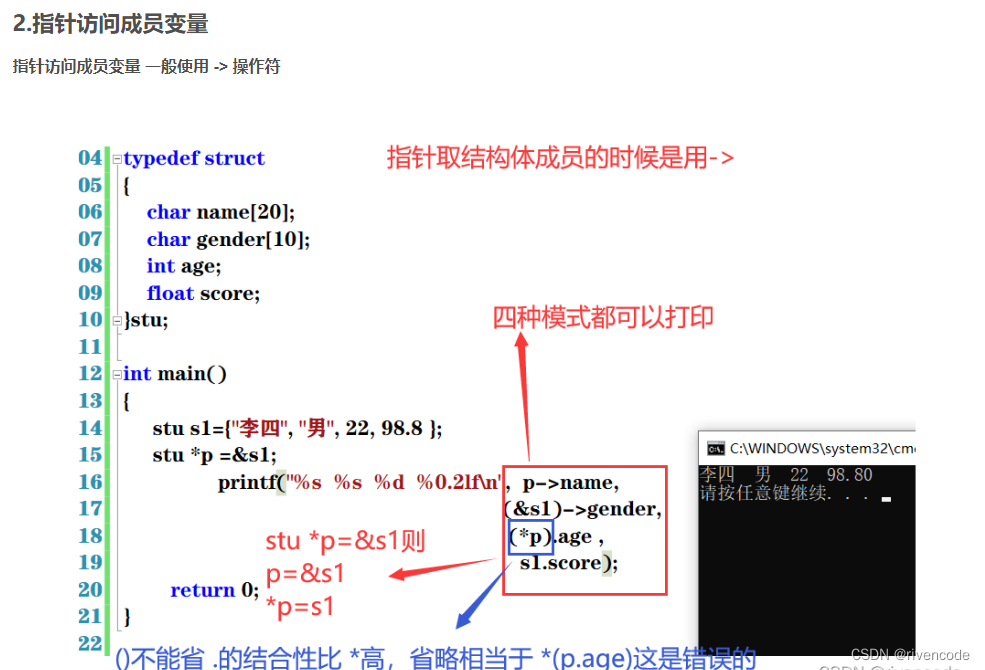 2.指针访问成员变量
指针访问成员变量 一般使用 -> 操作符
指针取结构体成员的时候是用->
04 typedef struct
05 {
06 char name[20];
07 char gender[10];
08 int age;
09 float score;
四种模式都可以打印
10 }stu;
11
12 int main()
13 {
14 stu s1={"李四", "男", 22, 98.8 };
15 stu *p =&s1;
16 printf("%s %s %d %0.2lf\n", p->name,
17 (&s1)->gender,
18 (*p).age ,
19 s1.score);
stu *p=&s1则
p=&s1
*p=s1
20 return 0;
21 }
22
()不能省 .的结合性比 *高，省略相当于 *(p.age)这是错误的
C:\WINDOWS\system32\cm
李四 男 22 98.80
请按任意键继续. . .
CSDN @rivencode